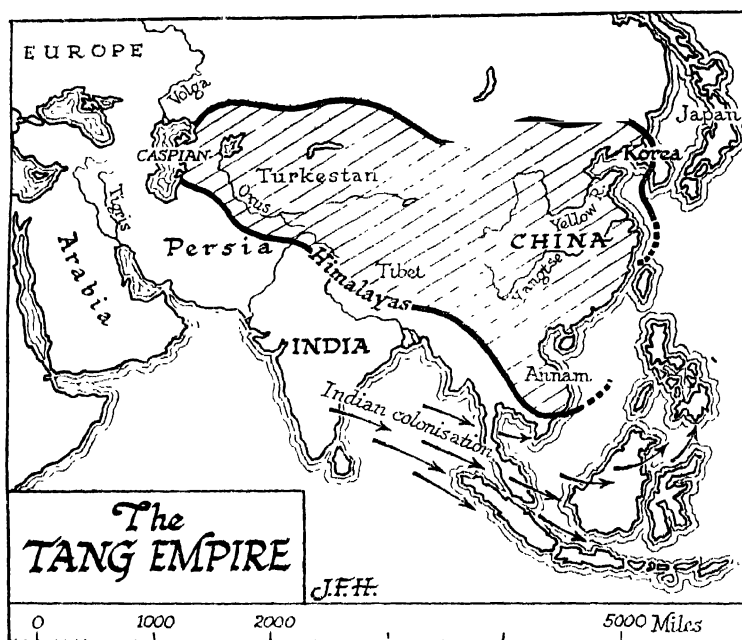 EUROPE
Volga
Japan
CASPIAN
Korea
Turkestan
Oxus
Tigris
Yellow R.
Arabia
Persia
CHINA
Himalayas
Tibet
Yangtse
INDIA
Annam
Indian colonisation
The
TANG EMPIRE
J.F.H.
0 1000 2000 5000 Miles